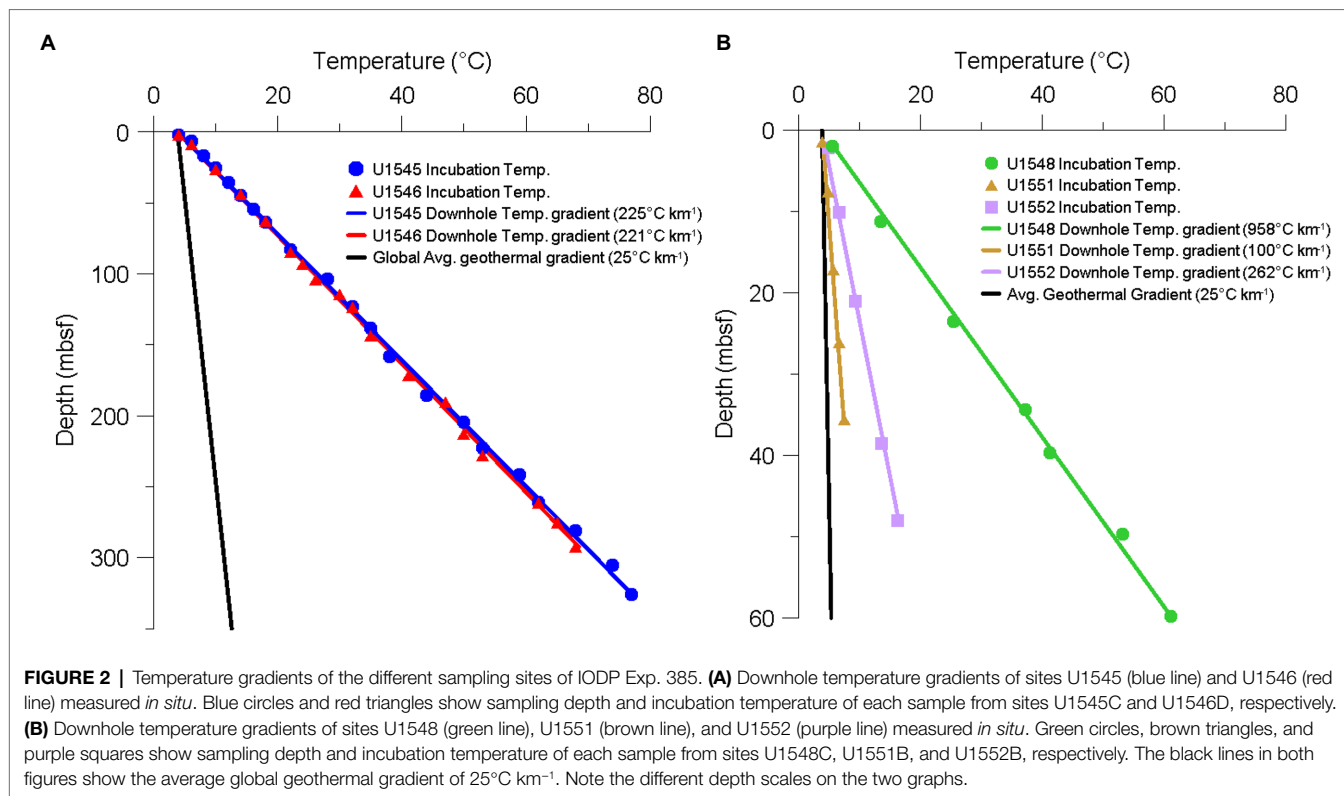 A
Temperature (°C)
0 20 40 60 80
0
100
200
300
Depth (mbsf)
U1545 Incubation Temp.
U1546 Incubation Temp.
U1545 Downhole Temp. gradient (225°C km⁻¹)
U1546 Downhole Temp. gradient (221°C km⁻¹)
Global Avg. geothermal gradient (25°C km⁻¹)
B
Temperature (°C)
0 20 40 60 80
0
20
40
60
Depth (mbsf)
U1548 Incubation Temp.
U1551 Incubation Temp.
U1552 Incubation Temp.
U1548 Downhole Temp. gradient (958°C km⁻¹)
U1551 Downhole Temp. gradient (100°C km⁻¹)
U1552 Downhole Temp. gradient (262°C km⁻¹)
Avg. Geothermal Gradient (25°C km⁻¹)
FIGURE 2 | Temperature gradients of the different sampling sites of IODP Exp. 385. (A) Downhole temperature gradients of sites U1545 (blue line) and U1546 (red
line) measured in situ. Blue circles and red triangles show sampling depth and incubation temperature of each sample from sites U1545C and U1546D, respectively.
(B) Downhole temperature gradients of sites U1548 (green line), U1551 (brown line), and U1552 (purple line) measured in situ. Green circles, brown triangles, and
purple squares show sampling depth and incubation temperature of each sample from sites U1548C, U1551B, and U1552B, respectively. The black lines in both
figures show the average global geothermal gradient of 25°C km⁻¹. Note the different depth scales on the two graphs.